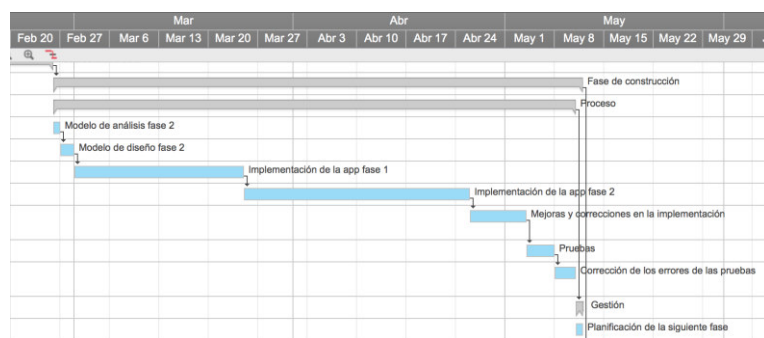 Mar Abr May
Feb 20 Feb 27 Mar 6 Mar 13 Mar 20 Mar 27 Abr 3 Abr 10 Abr 17 Abr 24 May 1 May 8 May 15 May 22 May 29
Fase de construcción
Proceso
Modelo de análisis fase 2
Modelo de diseño fase 2
Implementación de la app fase 1
Implementación de la app fase 2
Mejoras y correcciones en la implementación
Pruebas
Corrección de los errores de las pruebas
Gestión
Planificación de la siguiente fase